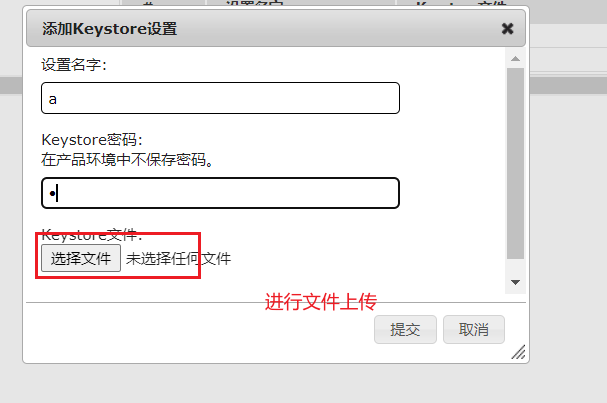 添加Keystore设置
设置名字:
a
Keystore密码:
在产品环境中不保存密码。
Keystore文件:
选择文件 未选择任何文件
进行文件上传
提交 取消